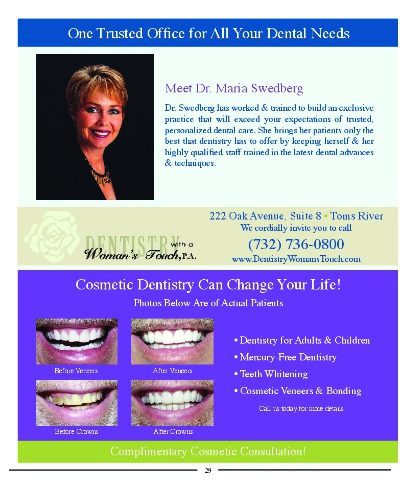 One Trusted Office for All Your Dental Needs
Meet Dr. Maria Swedberg
Dr. Swedberg has worked & trained to build an exclusive
practice that will exceed your expectations of trusted,
personalized dental care. She brings her patients only the
best that dentistry has to offer by keeping herself & her
highly qualified staff trained in the latest dental advances
& techniques.
DENTISTRY with a
Woman's Touch, P.A.
222 Oak Avenue, Suite 8 • Toms River
We cordially invite you to call
(732) 736-0800
www.DentistryWomansTouch.com
Cosmetic Dentistry Can Change Your Life!
Photos Below Are of Actual Patients
Before Veneers
After Veneers
Before Crowns
After Crowns
• Dentistry for Adults & Children
• Mercury-Free Dentistry
• Teeth Whitening
• Cosmetic Veneers & Bonding
Call us today for more details
Complimentary Cosmetic Consultation!
29